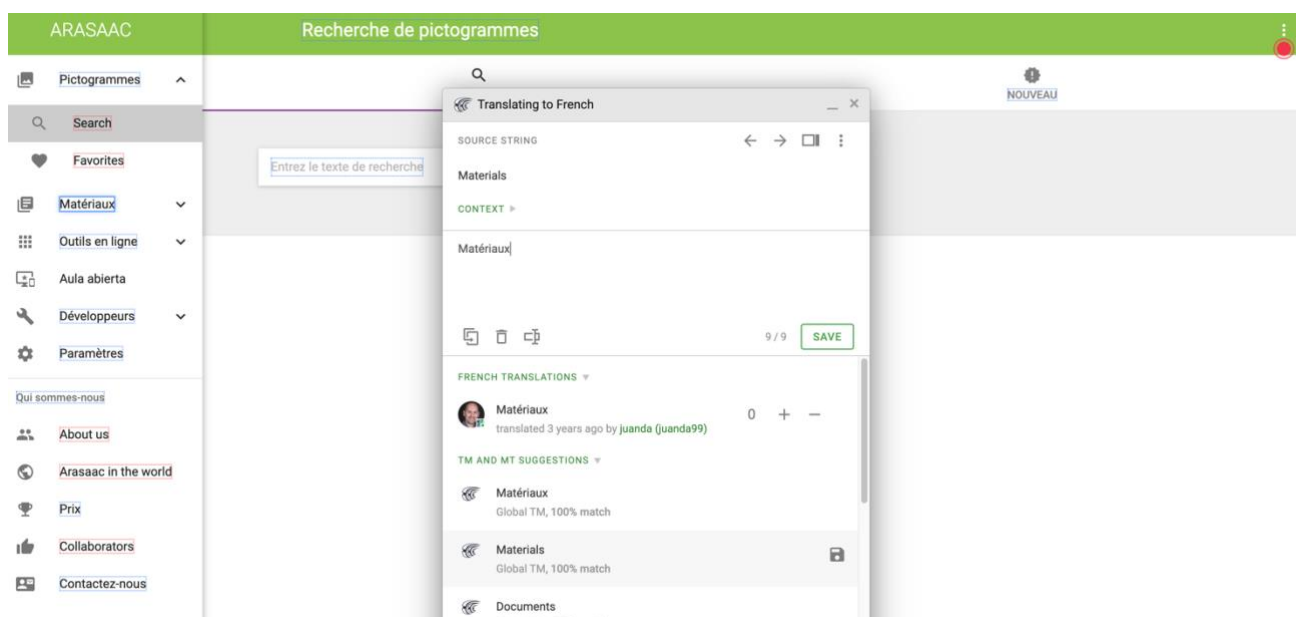 ARASAAC
Recherche de pictogrammes
Pictogrammes
Search
Favorites
Matériaux
Outils en ligne
Aula abierta
Développeurs
Paramètres
Qui sommes-nous
About us
Arasaac in the world
Prix
Collaborators
Contactez-nous
NOUVEAU
Entrez le texte de recherche
Translating to French
SOURCE STRING
Materials
CONTEXT
Matériaux
9/9 SAVE
FRENCH TRANSLATIONS
Matériaux
translated 3 years ago by juanda (juanda99)
0
TM AND MT SUGGESTIONS
Matériaux
Global TM, 100% match
Materials
Global TM, 100% match
Documents